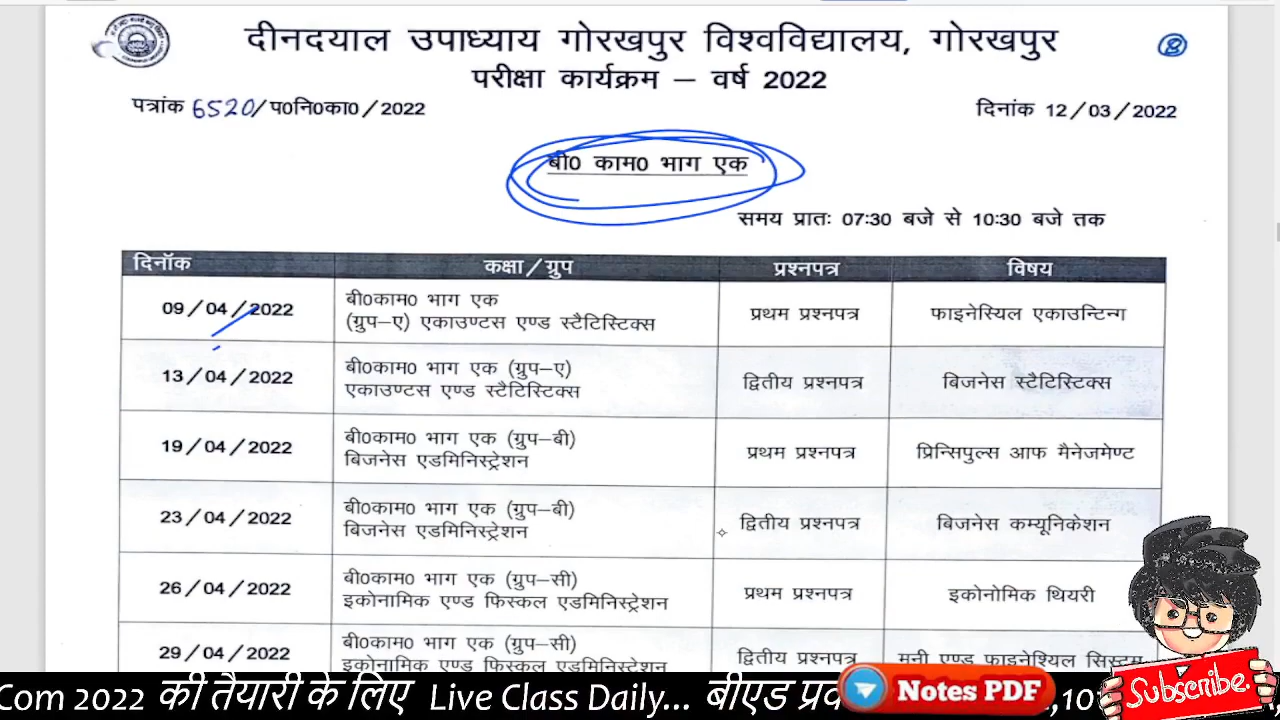 दीनदयाल उपाध्याय गोरखपुर विश्वविद्यालय, गोरखपुर
8
परीक्षा कार्यक्रम – वर्ष 2022
पत्रांक 6520/प0नि0का0/2022
दिनांक 12/03/2022
बी0 काम0 भाग एक
समय प्रातः 07:30 बजे से 10:30 बजे तक
दिनॉक कक्षा/ग्रुप प्रश्नपत्र विषय
09/04/2022 बी0काम0 भाग एक (ग्रुप–ए) एकाउण्टस एण्ड स्टैटिस्टिक्स प्रथम प्रश्नपत्र फाइनेस्यिल एकाउन्टिन्ग
13/04/2022 बी0काम0 भाग एक (ग्रुप–ए) एकाउण्टस एण्ड स्टैटिस्टिक्स द्वितीय प्रश्नपत्र बिजनेस स्टैटिस्टिक्स
19/04/2022 बी0काम0 भाग एक (ग्रुप–बी) बिजनेस एडमिनिस्ट्रेशन प्रथम प्रश्नपत्र प्रिन्सिपुल्स आफ मैनेजमेण्ट
23/04/2022 बी0काम0 भाग एक (ग्रुप–बी) बिजनेस एडमिनिस्ट्रेशन द्वितीय प्रश्नपत्र बिजनेस कम्यूनिकेशन
26/04/2022 बी0काम0 भाग एक (ग्रुप–सी) इकोनामिक एण्ड फिस्कल एडमिनिस्ट्रेशन प्रथम प्रश्नपत्र इकोनोमिक थियरी
29/04/2022 बी0काम0 भाग एक (ग्रुप–सी) इकोनामिक एण्ड फिस्कल एडमिनिस्ट्रेशन द्वितीय प्रश्नपत्र मनी एण्ड फाइनेश्यिल सिस्टम
Com 2022 की तैयारी के लिए Live Class Daily... बीएड
Notes PDF
Subscribe.